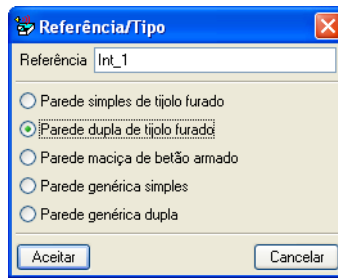 Referência/Tipo
Referência Int_1
Parede simples de tijolo furado
Parede dupla de tijolo furado
Parede maciça de betão armado
Parede genérica simples
Parede genérica dupla
Aceitar Cancelar